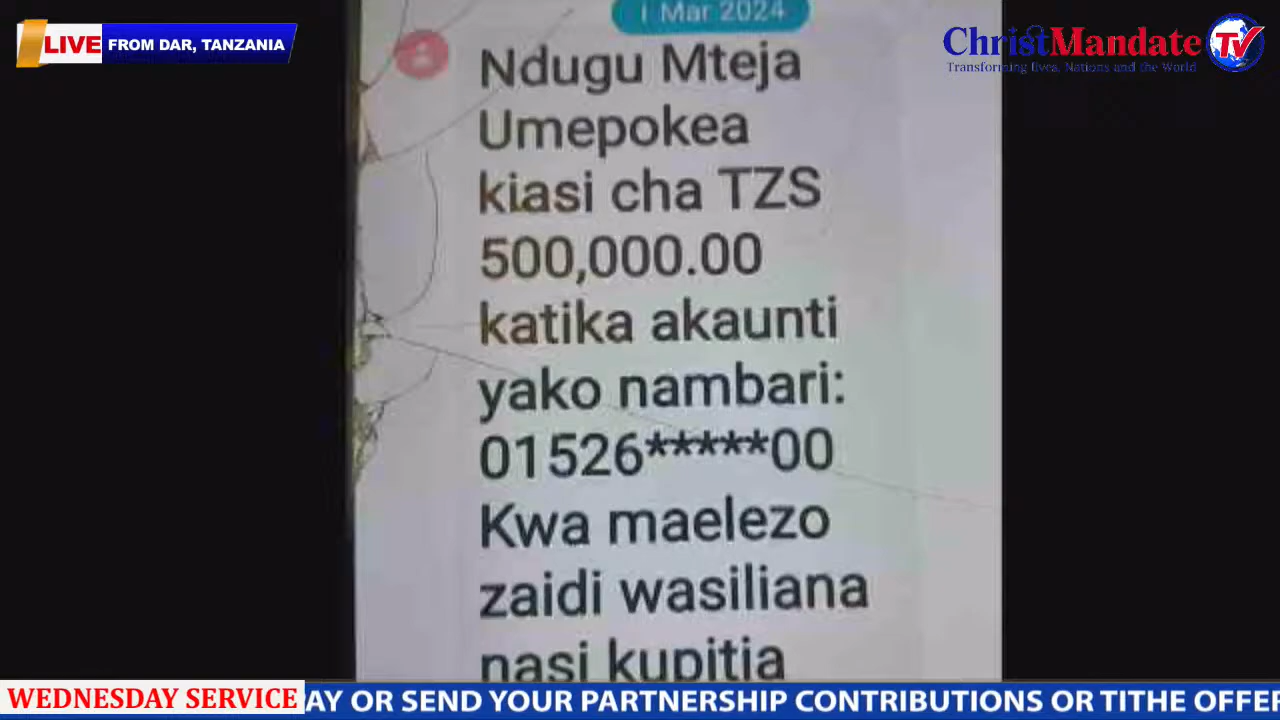 LIVE FROM DAR, TANZANIA
ChristMandate TV
Transforming lives, Nations and the World
1 Mar 2024
Ndugu Mteja
Umepokea
kiasi cha TZS
500,000.00
katika akaunti
yako nambari:
01526*****00
Kwa maelezo
zaidi wasiliana
nasi kupitia
WEDNESDAY SERVICE
AY OR SEND YOUR PARTNERSHIP CONTRIBUTIONS OR TITHE OFFE